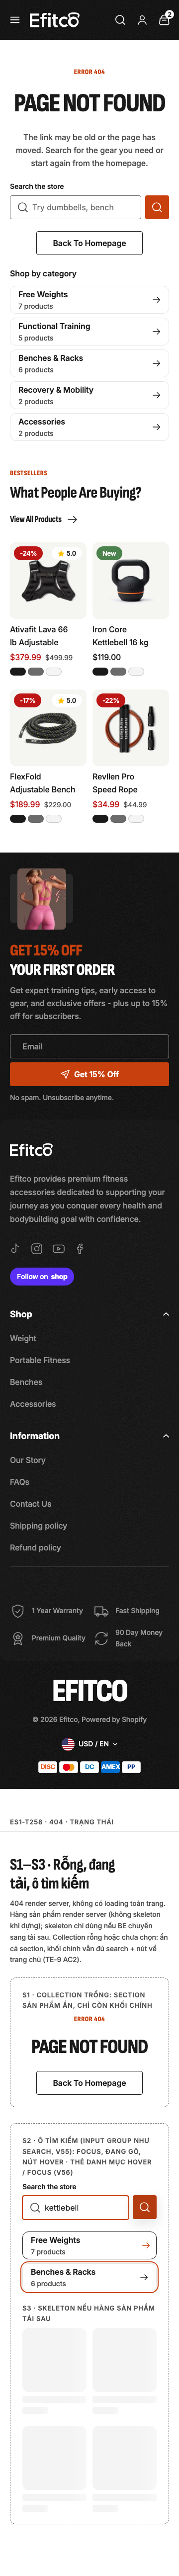 Efitco
2
ERROR 404
PAGE NOT FOUND
The link may be old or the page has
moved. Search for the gear you need or
start again from the homepage.
Search the store
Try dumbbells, bench
Back To Homepage
Shop by category
Free Weights
7 products
Functional Training
5 products
Benches & Racks
6 products
Recovery & Mobility
2 products
Accessories
2 products
BESTSELLERS
What People Are Buying?
View All Products
-24%
5.0
New
Ativafit Lava 66
lb Adjustable
$379.99 $499.99
Iron Core
Kettlebell 16 kg
$119.00
-17%
5.0
-22%
FlexFold
Adjustable Bench
$189.99 $229.00
Revllen Pro
Speed Rope
$34.99 $44.99
GET 15% OFF
YOUR FIRST ORDER
Get expert training tips, early access to
gear, and exclusive offers - plus up to 15%
off for subscribers.
Email
Get 15% Off
No spam. Unsubscribe anytime.
Efitco
Efitco provides premium fitness
accessories dedicated to supporting your
journey as you crush everyday health and
bodybuilding goal with confidence.
Follow on shop
Shop
Weight
Portable Fitness
Benches
Accessories
Information
Our Story
FAQs
Contact Us
Shipping policy
Refund policy
1 Year Warranty
Fast Shipping
Premium Quality
90 Day Money
Back
EFITCO
© 2026 Efitco, Powered by Shopify
USD / EN
DISC
DC
AMEX
PP
ES1-T258 · 404 · TRẠNG THÁI
S1–S3 · Rỗng, đang
tải, ô tìm kiếm
404 render server, không có loading toàn trang.
Hàng sản phẩm render server (không skeleton
khi dựng); skeleton chỉ dùng nếu BE chuyển
sang tải sau. Collection rỗng hoặc chưa chọn: ẩn
cả section, khối chính vẫn đủ search + nút về
trang chủ (TE-9 AC2).
S1 · COLLECTION TRỐNG: SECTION
SẢN PHẨM ẨN, CHỈ CÒN KHỐI CHÍNH
ERROR 404
PAGE NOT FOUND
Back To Homepage
S2 · Ô TÌM KIẾM (INPUT GROUP NHƯ
SEARCH, V55): FOCUS, ĐANG GÕ,
NÚT HOVER · THẺ DANH MỤC HOVER
/ FOCUS (V56)
Search the store
kettlebell
Free Weights
7 products
Benches & Racks
6 products
S3 · SKELETON NẾU HÀNG SẢN PHẨM
TẢI SAU